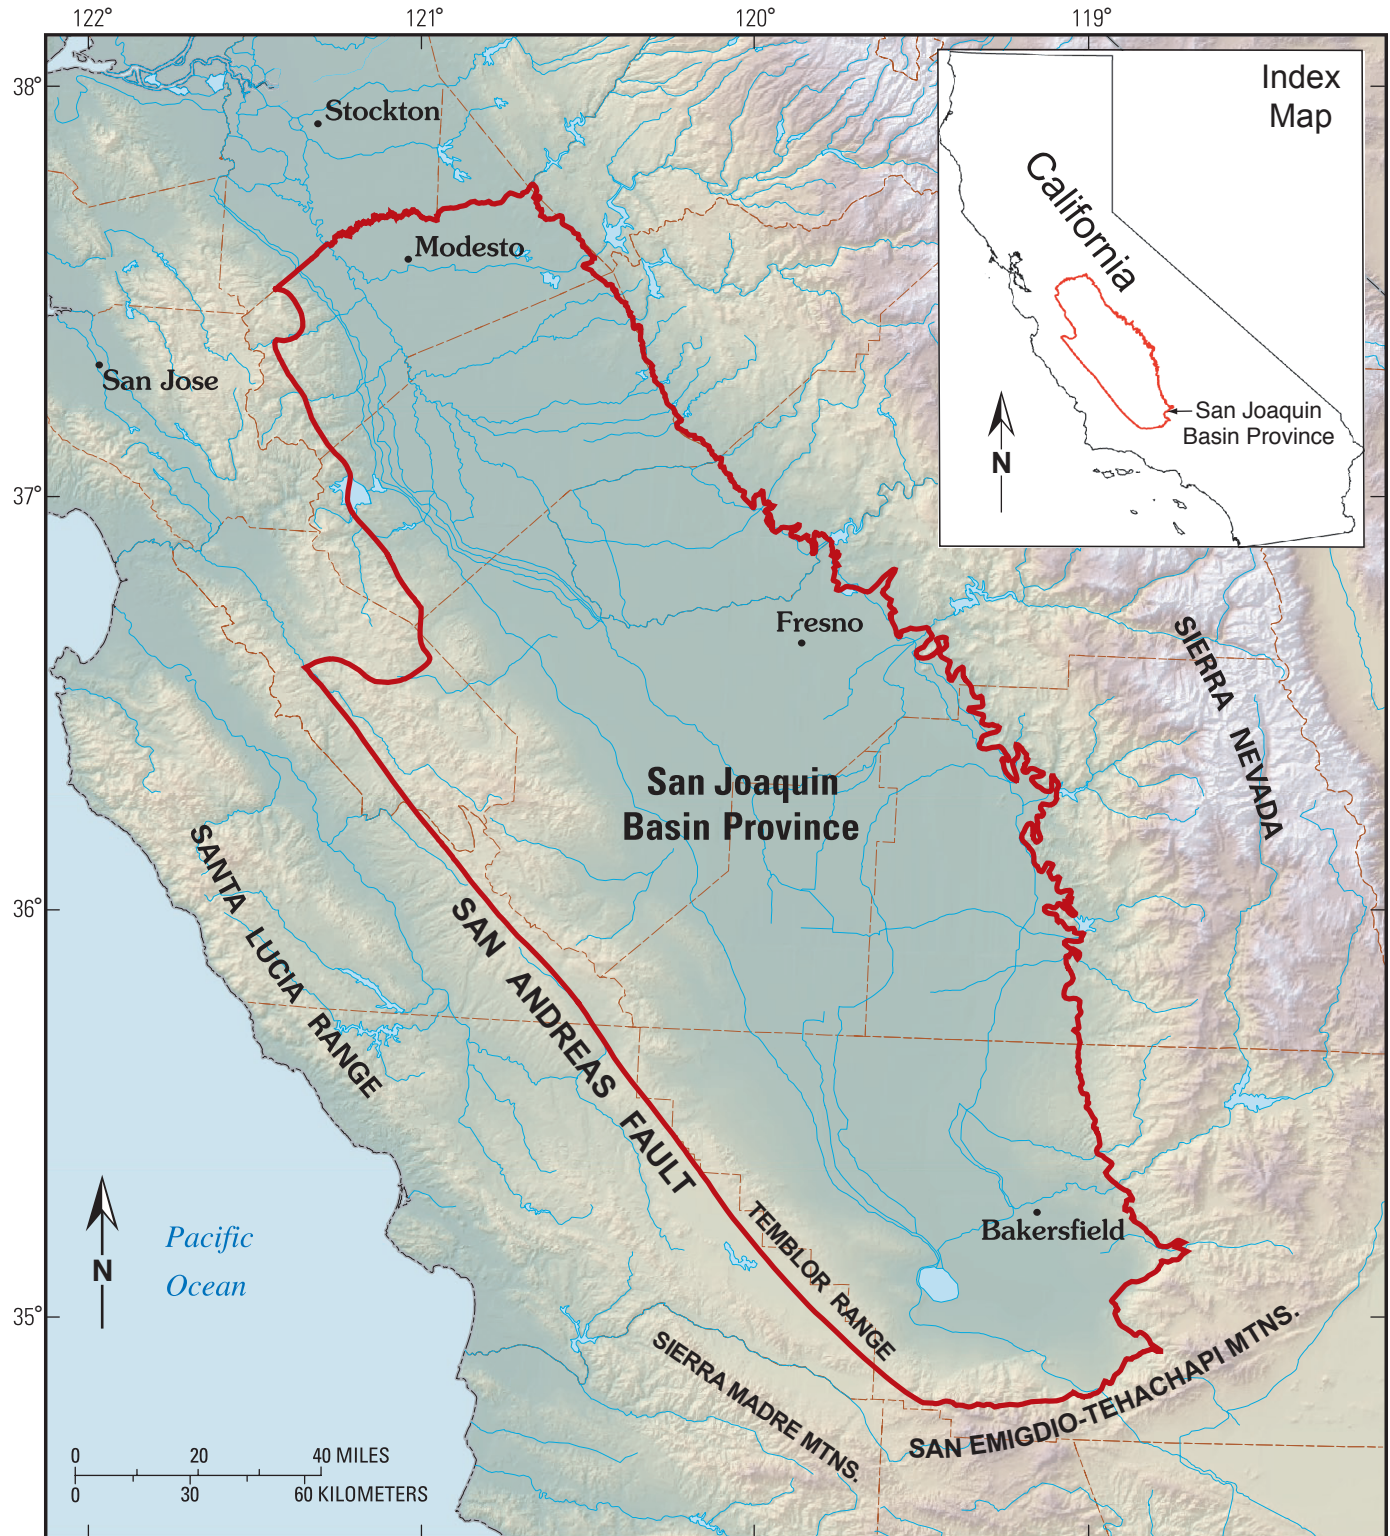 122°
121°
120°
119°
38°
37°
36°
35°
Index
Map
California
San Joaquin
Basin Province
N
Stockton
Modesto
San Jose
Fresno
SIERRA NEVADA
San Joaquin
Basin Province
SANTA LUCIA RANGE
SAN ANDREAS FAULT
TEMBLOR RANGE
Bakersfield
Pacific
Ocean
N
SIERRA MADRE MTNS.
SAN EMIGDIO-TEHACHAPI MTNS.
0 20 40 MILES
0 30 60 KILOMETERS